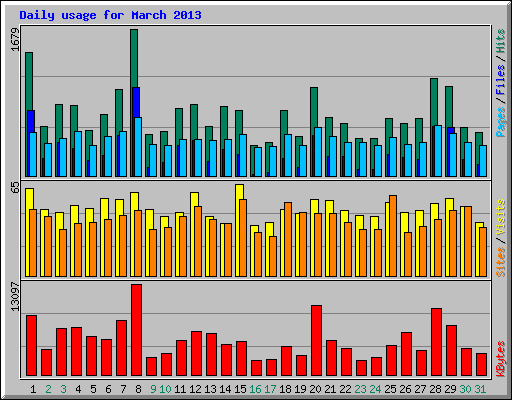 Daily usage for March 2013
1679
Pages / Files / Hits
65
Sites / Visits
13097
KBytes
1 2 3 4 5 6 7 8 9 10 11 12 13 14 15 16 17 18 19 20 21 22 23 24 25 26 27 28 29 30 31